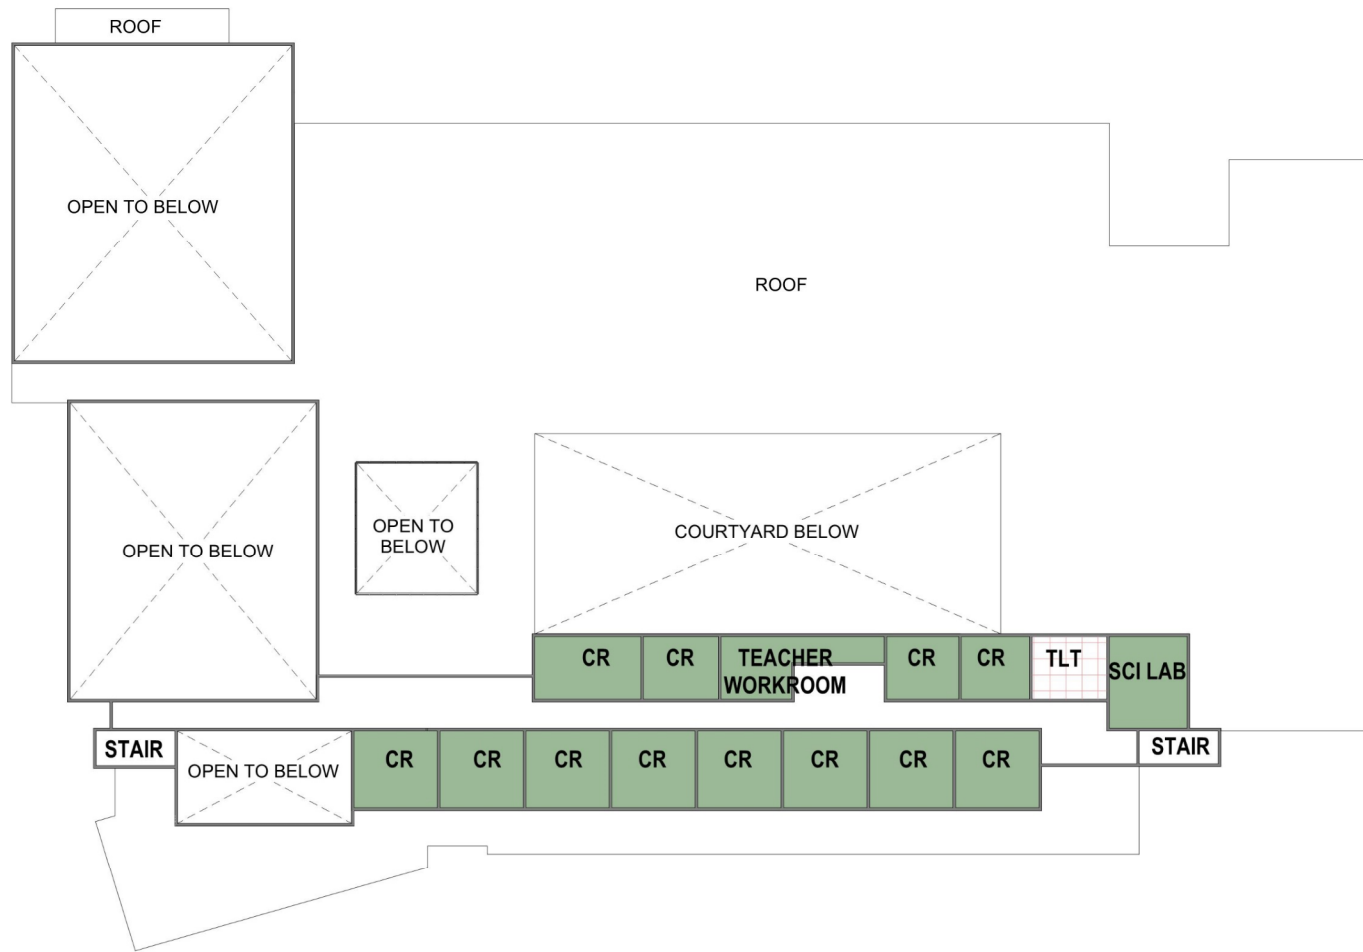 ROOF
OPEN TO BELOW
ROOF
OPEN TO BELOW
OPEN TO
BELOW
COURTYARD BELOW
CR
CR
TEACHER
WORKROOM
CR
CR
TLT
SCI LAB
STAIR
OPEN TO BELOW
CR
CR
CR
CR
CR
CR
CR
CR
STAIR